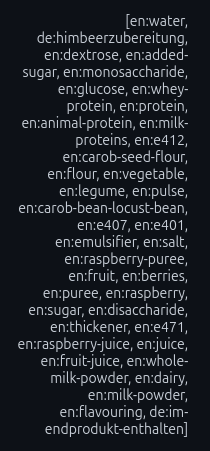 [en:water,
de:himbeerzubereitung,
en:dextrose, en:added-
sugar, en:monosaccharide,
en:glucose, en:whey-
protein, en:protein,
en:animal-protein, en:milk-
proteins, en:e412,
en:carob-seed-flour,
en:flour, en:vegetable,
en:legume, en:pulse,
en:carob-bean-locust-bean,
en:e407, en:e401,
en:emulsifier, en:salt,
en:raspberry-puree,
en:fruit, en:berries,
en:puree, en:raspberry,
en:sugar, en:disaccharide,
en:thickener, en:e471,
en:raspberry-juice, en:juice,
en:fruit-juice, en:whole-
milk-powder, en:dairy,
en:milk-powder,
en:flavouring, de:im-
endprodukt-enthalten]